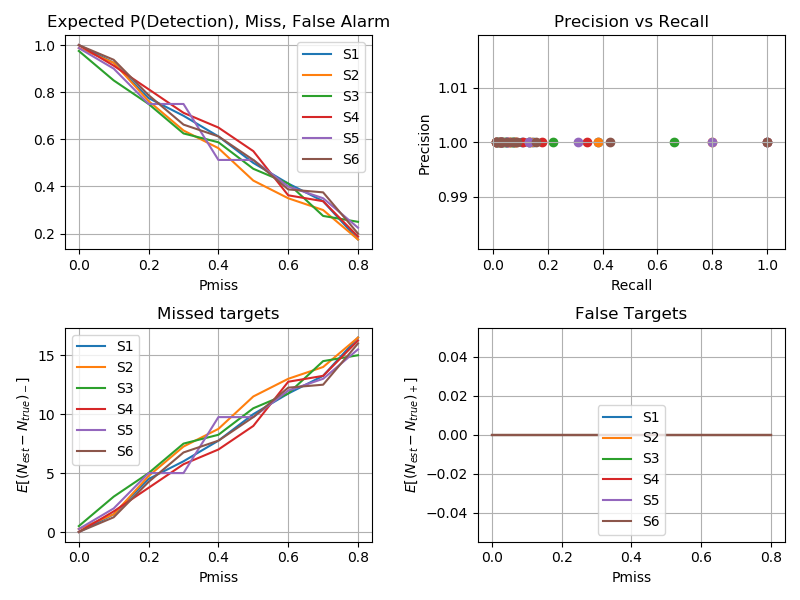 Expected P(Detection), Miss, False Alarm
1.0
0.8
0.6
0.4
0.2
0.0 0.2 0.4 0.6 0.8
Pmiss
S1
S2
S3
S4
S5
S6
Precision vs Recall
Precision
1.01
1.00
0.99
0.0 0.2 0.4 0.6 0.8 1.0
Recall
Missed targets
E[(N_est − N_true)_−]
15
10
5
0
0.0 0.2 0.4 0.6 0.8
Pmiss
S1
S2
S3
S4
S5
S6
False Targets
E[(N_est − N_true)_+]
0.04
0.02
0.00
−0.02
−0.04
0.0 0.2 0.4 0.6 0.8
Pmiss
S1
S2
S3
S4
S5
S6